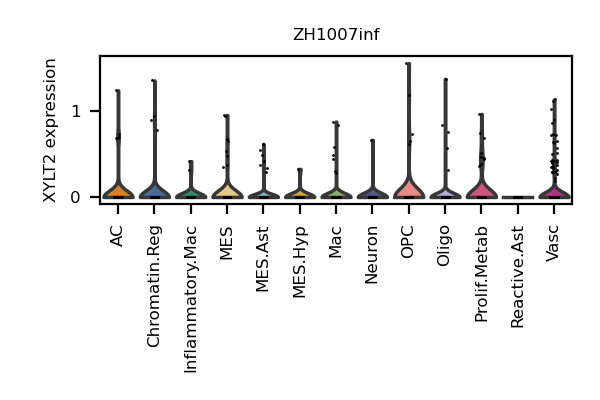 ZH1007inf
XYLT2 expression
1
0
AC
Chromatin.Reg
Inflammatory.Mac
MES
MES.Ast
MES.Hyp
Mac
Neuron
OPC
Oligo
Prolif.Metab
Reactive.Ast
Vasc